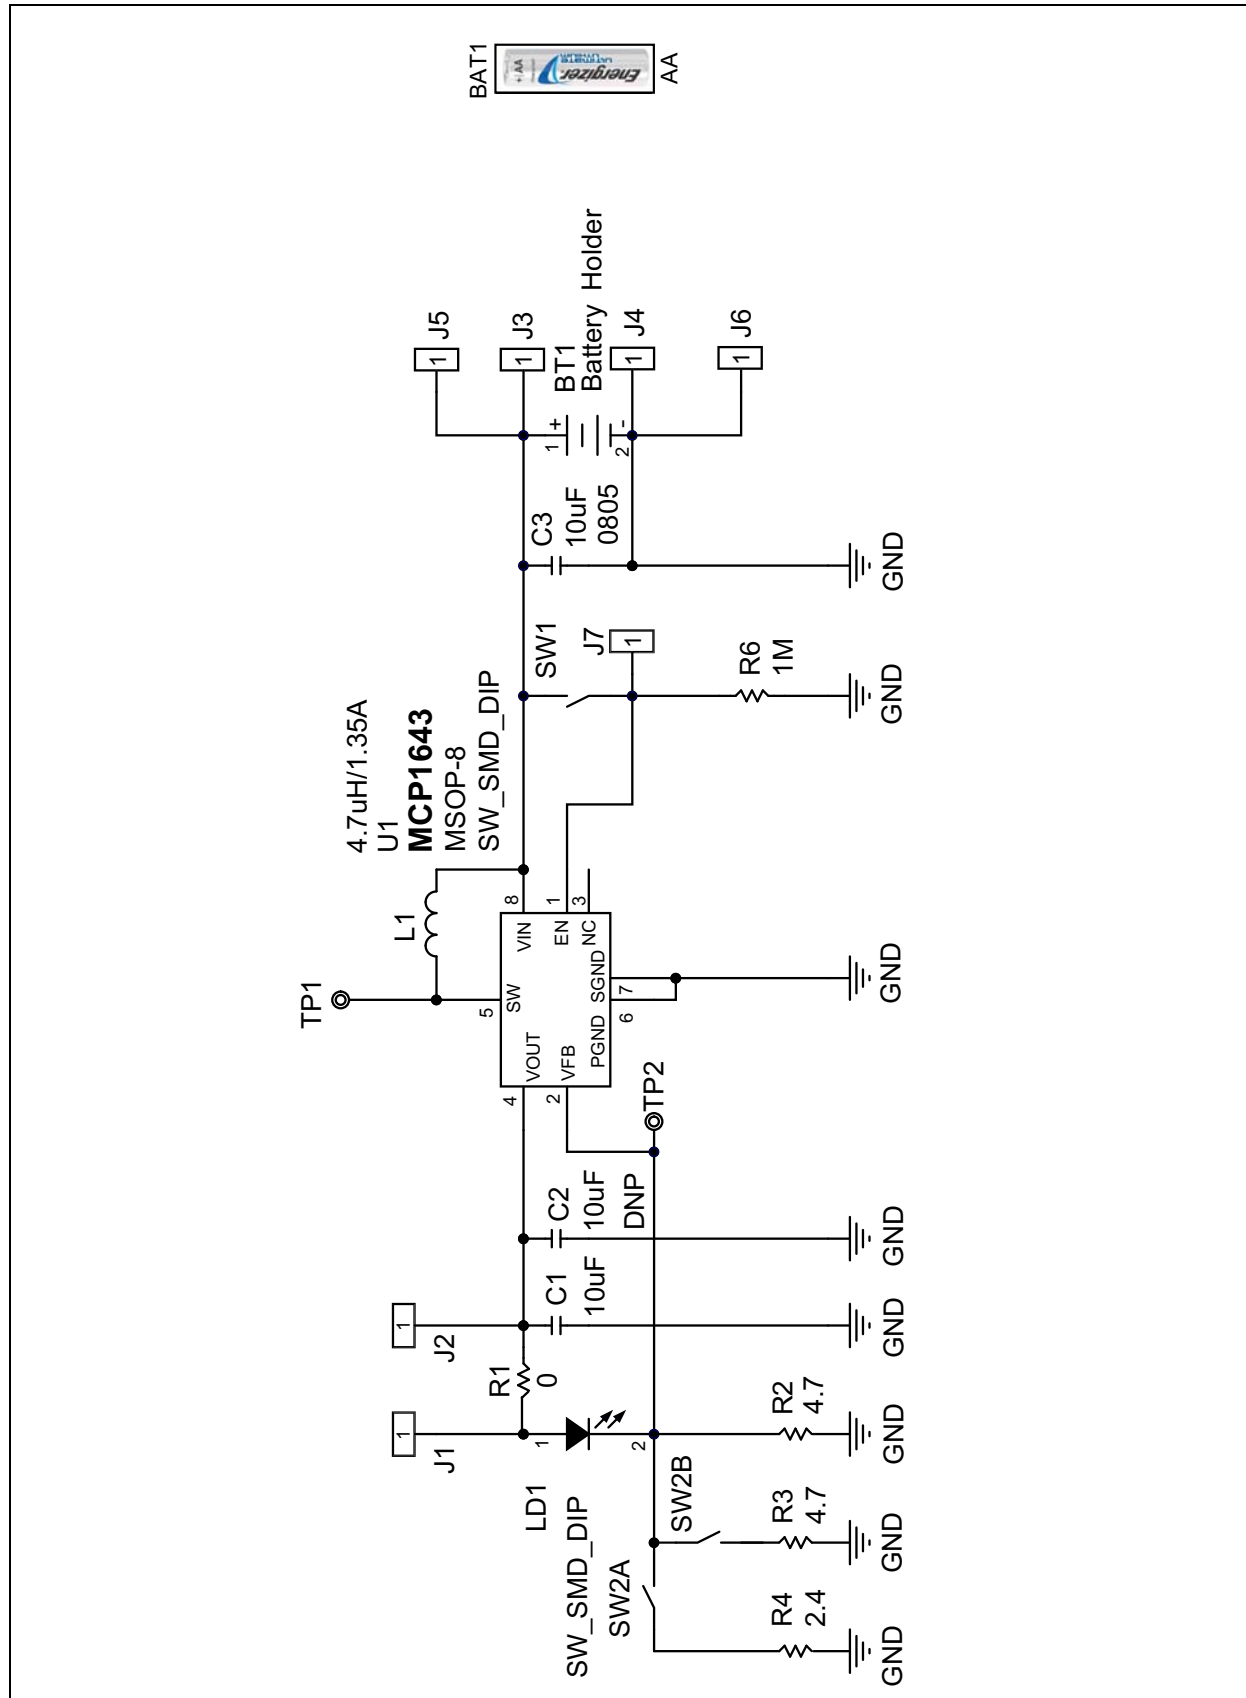 BAT1
+ AA
Energizer
ULTIMATE
LITHIUM
AA
J5
1
J3
1
BT1
Battery Holder
1 +
2 -
J4
1
J6
1
C3
10uF
0805
GND
SW1
J7
1
R6
1M
GND
4.7uH/1.35A
U1
MCP1643
MSOP-8
SW_SMD_DIP
L1
TP1
8
VIN
1
EN
3
NC
5
SW
SGND
7
PGND
6
GND
VOUT
4
VFB
2
TP2
C2
10uF
DNP
GND
C1
10uF
GND
1
J2
R1
0
1
J1
1
2
LD1
R2
4.7
GND
SW_SMD_DIP
SW2A
SW2B
R3
4.7
GND
R4
2.4
GND